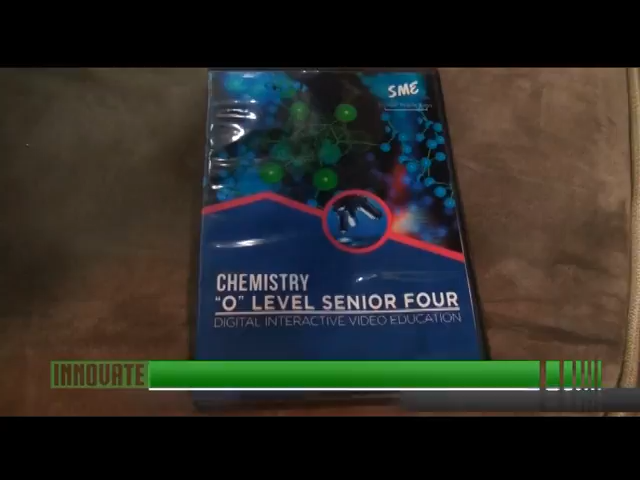 SME
CHEMISTRY
"O" LEVEL SENIOR FOUR
DIGITAL INTERACTIVE VIDEO EDUCATION
INNOVATE